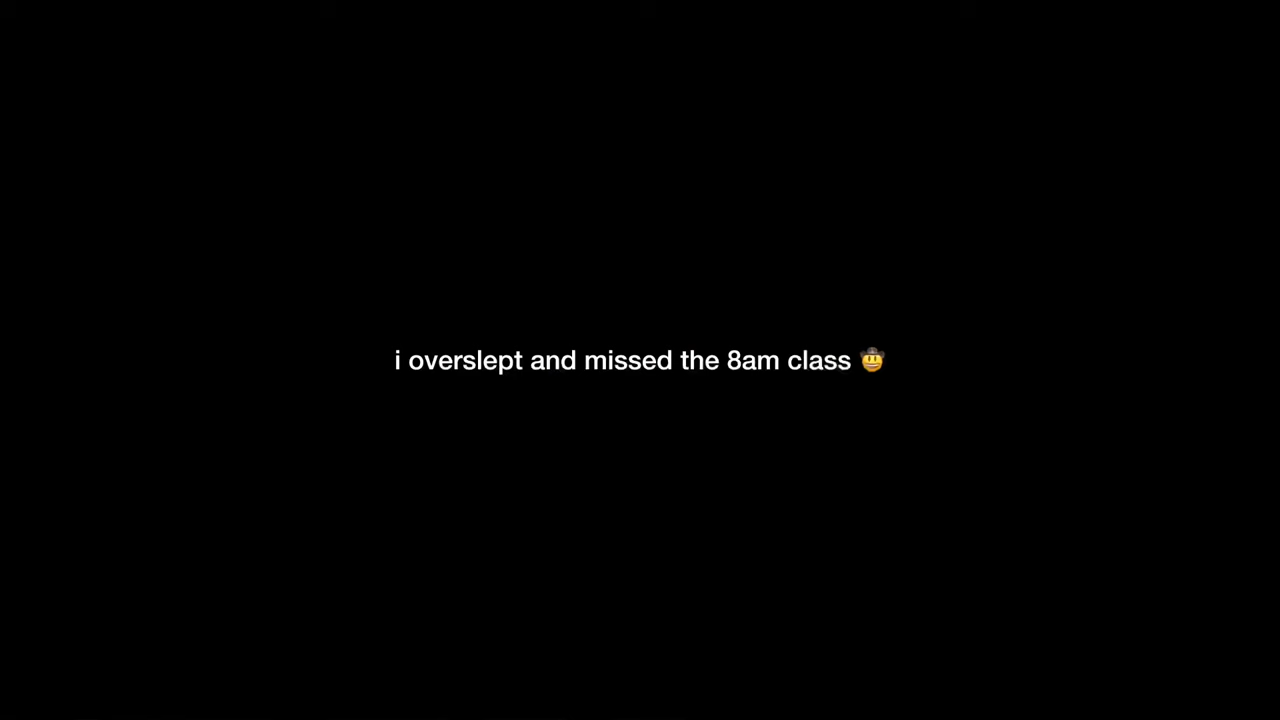 i overslept and missed the 8am class 🤠